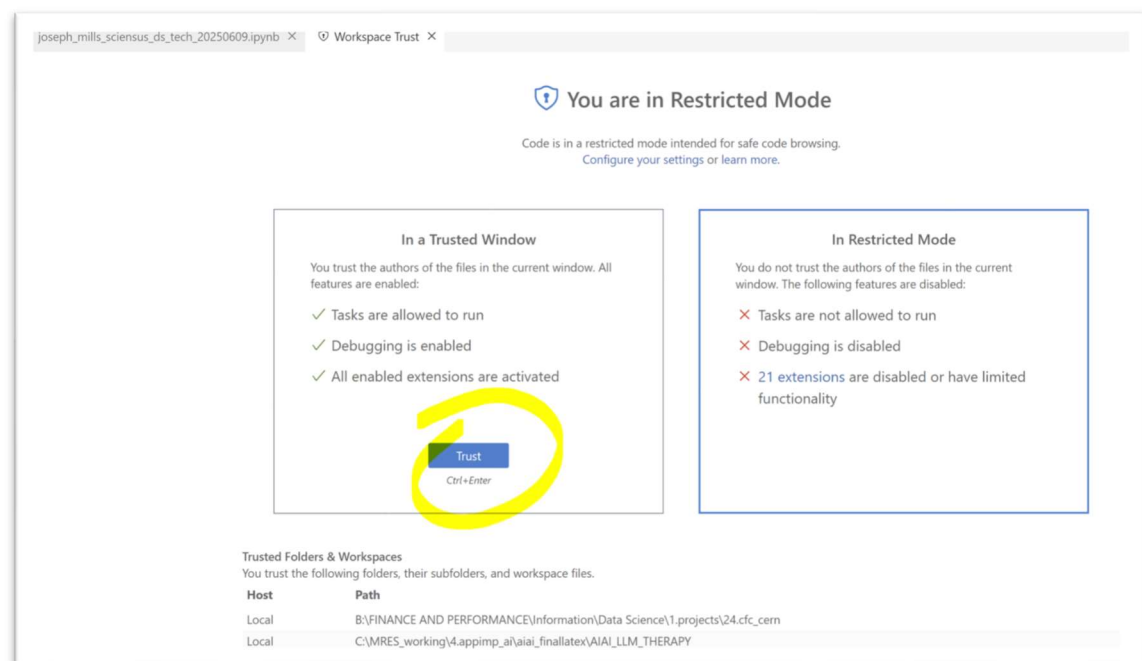 joseph_mills_sciensus_ds_tech_20250609.ipynb Workspace Trust
You are in Restricted Mode
Code is in a restricted mode intended for safe code browsing.
Configure your settings or learn more.
In a Trusted Window
You trust the authors of the files in the current window. All
features are enabled:
Tasks are allowed to run
Debugging is enabled
All enabled extensions are activated
Trust
Ctrl+Enter
In Restricted Mode
You do not trust the authors of the files in the current
window. The following features are disabled:
Tasks are not allowed to run
Debugging is disabled
21 extensions are disabled or have limited
functionality
Trusted Folders & Workspaces
You trust the following folders, their subfolders, and workspace files.
Host Path
Local B:\FINANCE AND PERFORMANCE\Information\Data Science\1.projects\24.cfc_cern
Local C:\MRES_working\4.appimp_ai\aiai_finallatex\AIAI_LLM_THERAPY